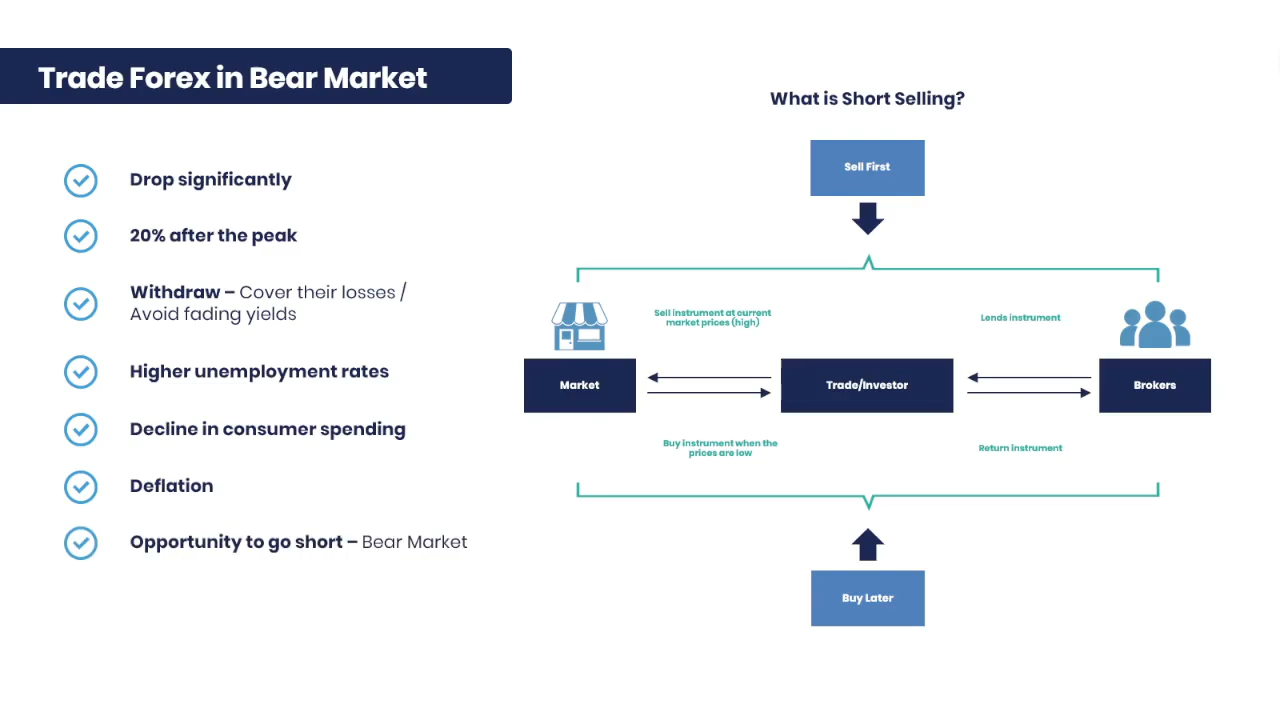 Trade Forex in Bear Market
Drop significantly
20% after the peak
Withdraw – Cover their losses /
Avoid fading yields
Higher unemployment rates
Decline in consumer spending
Deflation
Opportunity to go short – Bear Market
What is Short Selling?
Sell First
Sell instrument at current
market prices (high)
Lends instrument
Market
Trade/Investor
Brokers
Buy instrument when the
prices are low
Return instrument
Buy Later